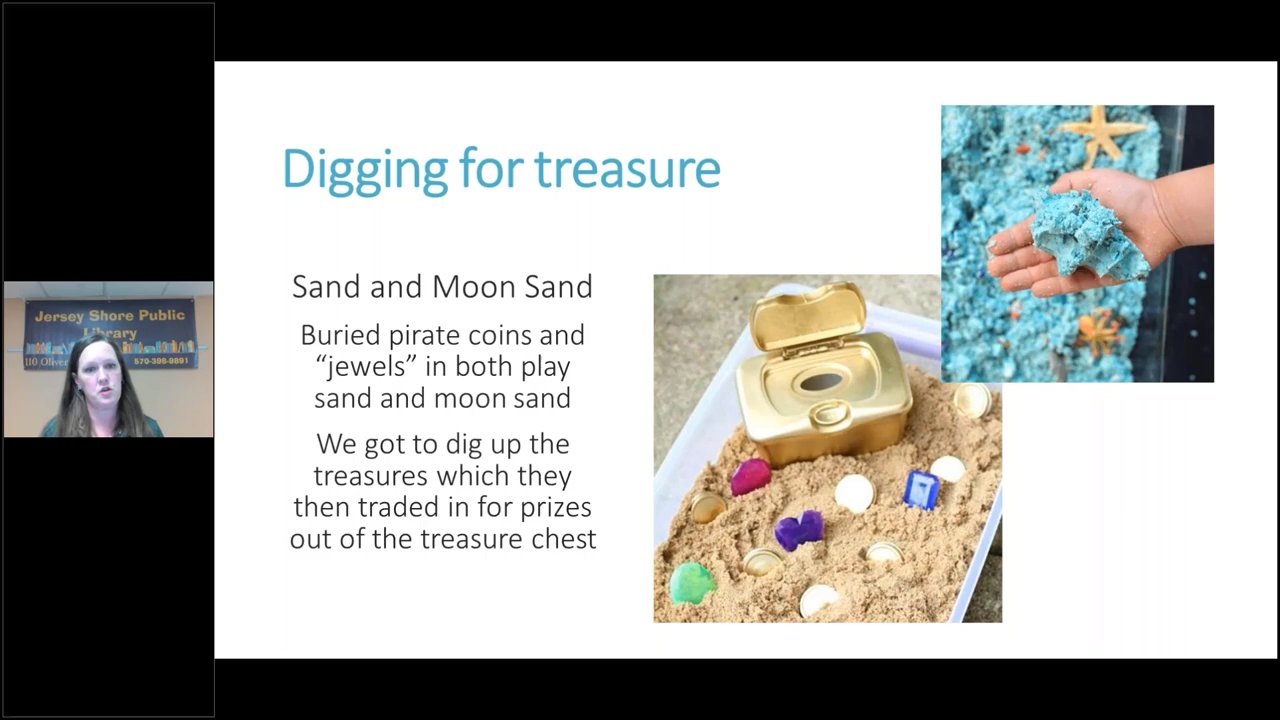 Digging for treasure
Sand and Moon Sand
Buried pirate coins and
“jewels” in both play
sand and moon sand
We got to dig up the
treasures which they
then traded in for prizes
out of the treasure chest
Jersey Shore Public
Library
110 Oliver
570-398-9891